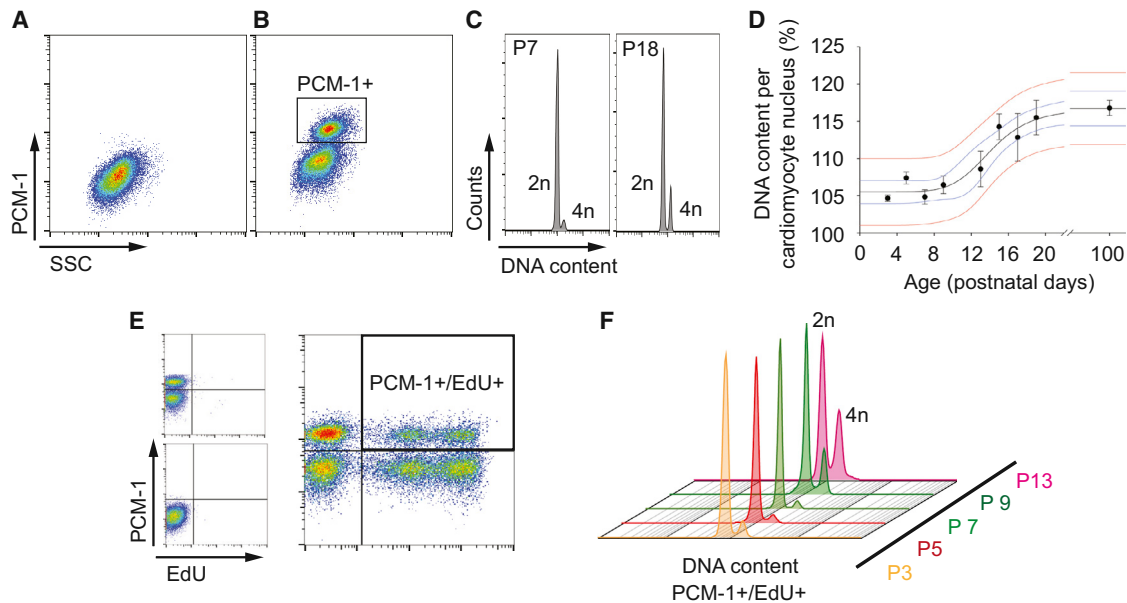 A
B
C
D
PCM-1
SSC
PCM-1+
Counts
P7
2n
4n
P18
2n
4n
DNA content
DNA content per
cardiomyocyte nucleus (%)
125
120
115
110
105
100
0 4 8 12 16 20 100
Age (postnatal days)
E
F
PCM-1
EdU
PCM-1+/EdU+
2n
4n
P13
P 9
P 7
P5
P3
DNA content
PCM-1+/EdU+